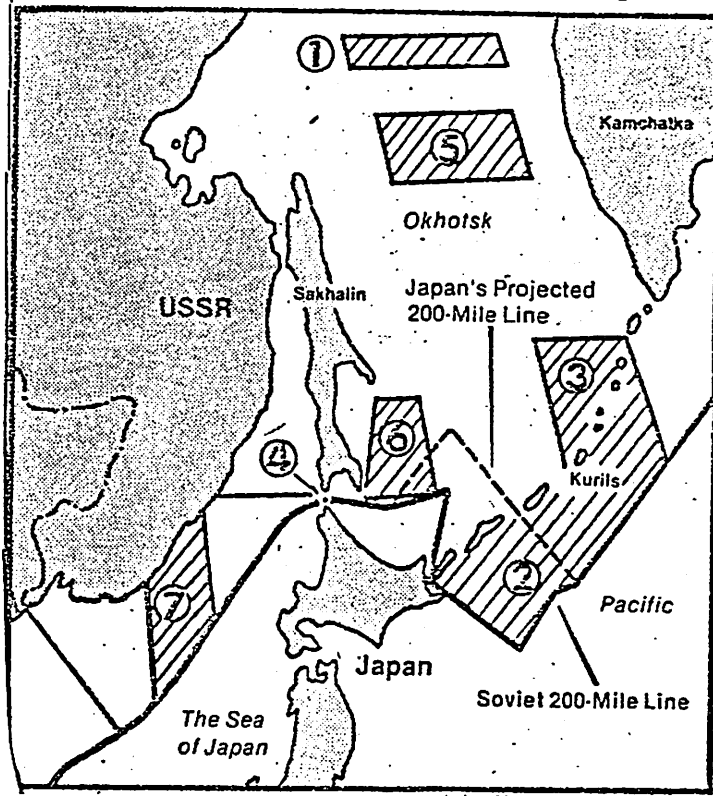 ①
Kamchatka
⑤
Okhotsk
USSR
Sakhalin
Japan's Projected
200-Mile Line
③
④
⑥
Kurils
②
⑦
Pacific
Japan
Soviet 200-Mile Line
The Sea
of Japan